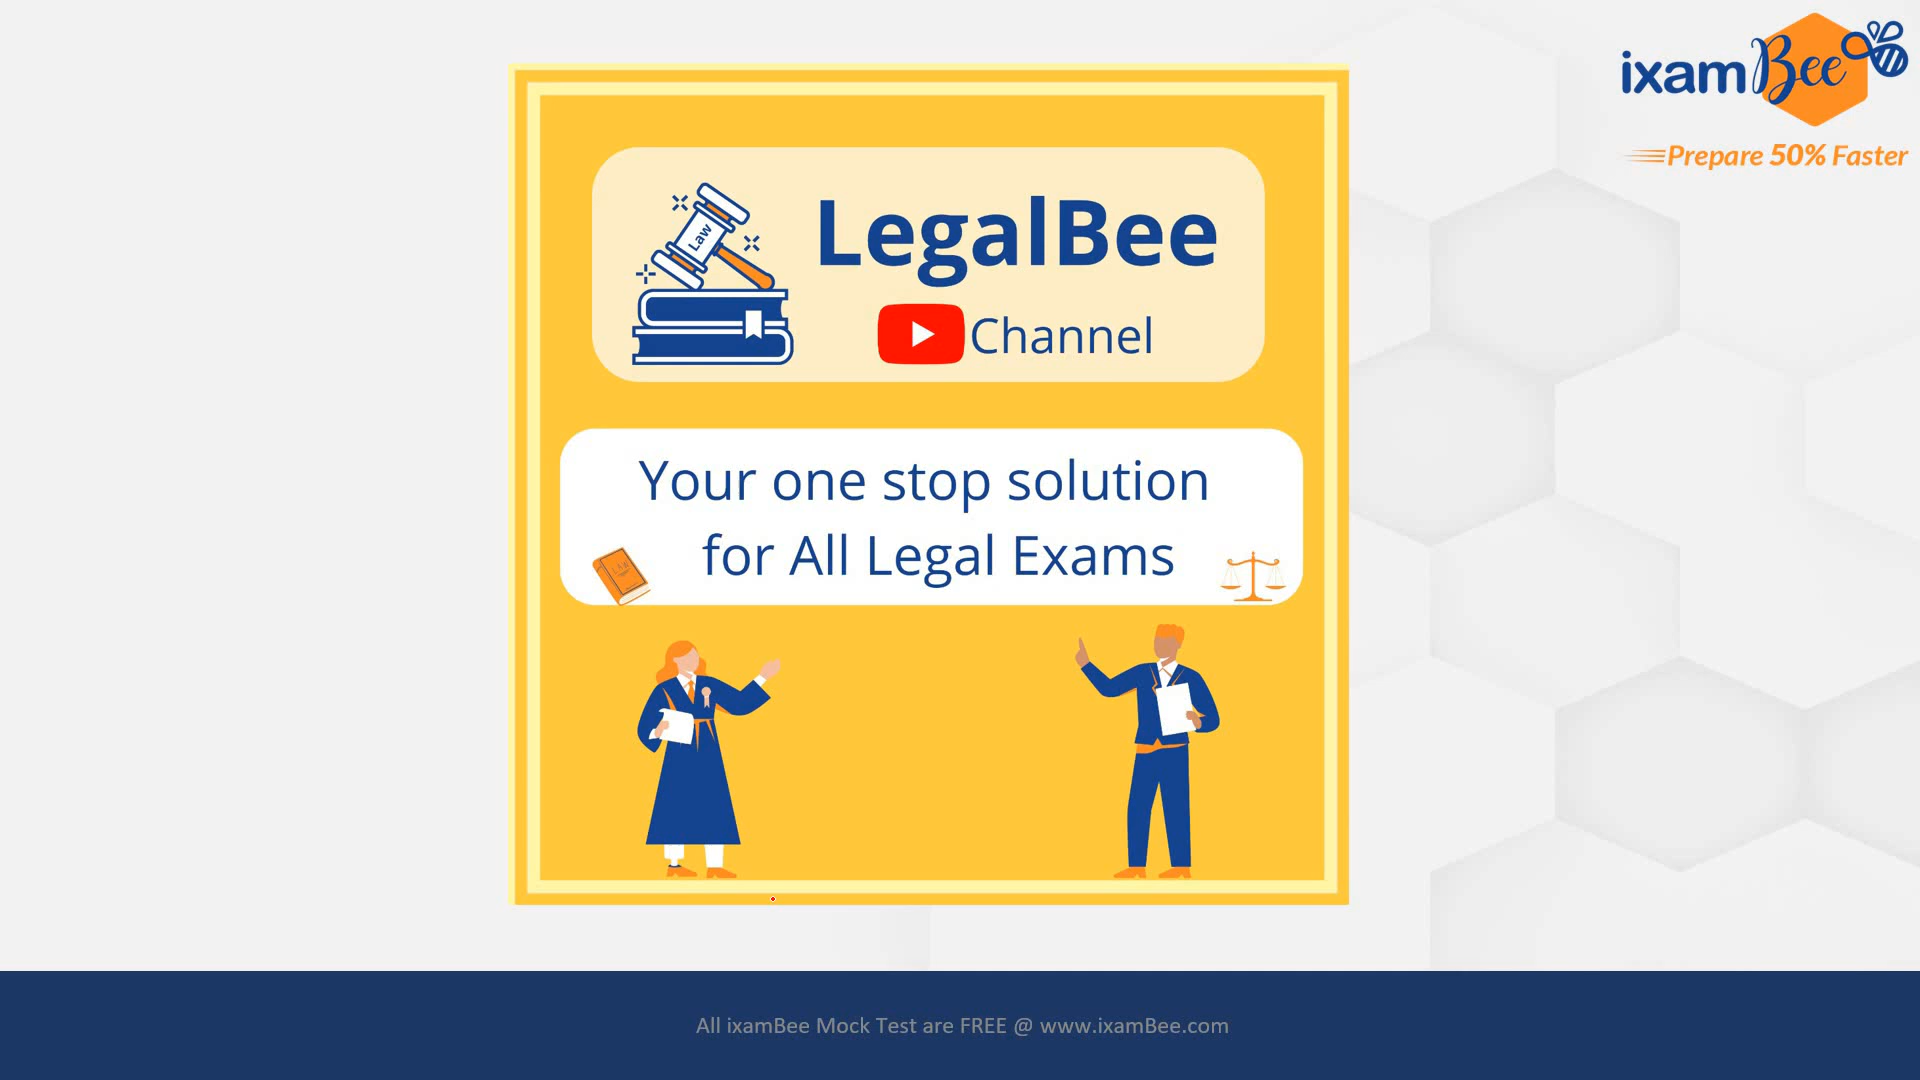 ixamBee
Prepare 50% Faster
Law
LegalBee
Channel
Your one stop solution
for All Legal Exams
LAW
All ixamBee Mock Test are FREE @ www.ixamBee.com